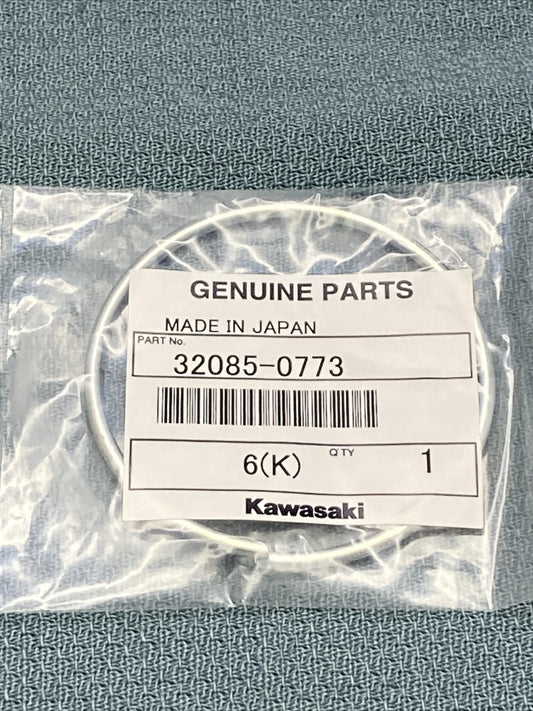 GENUINE PARTS
MADE IN JAPAN
PART No.
32085-0773
6(K) QTY 1
Kawasaki